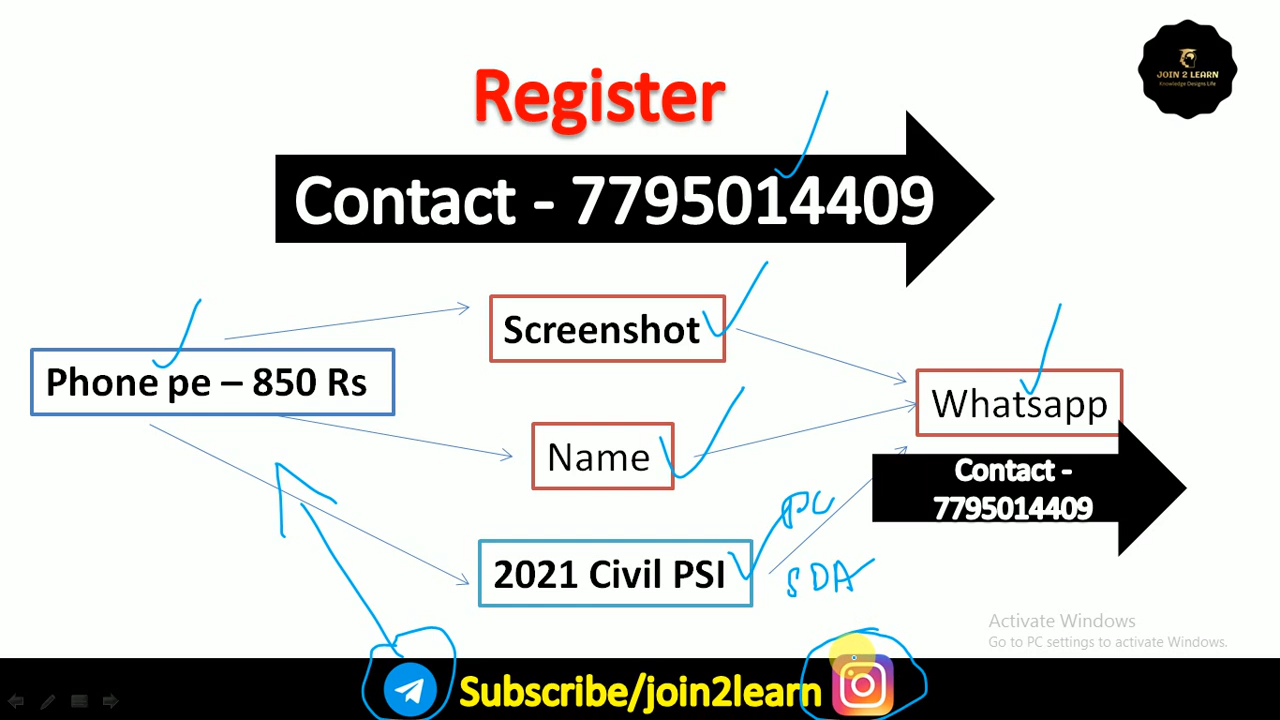 JOIN 2 LEARN
Knowledge Designs Life
Register
Contact - 7795014409
Screenshot
Phone pe – 850 Rs
Whatsapp
Name
Contact -
7795014409
PC
2021 Civil PSI
SDA
Activate Windows
Go to PC settings to activate Windows.
Subscribe/join2learn